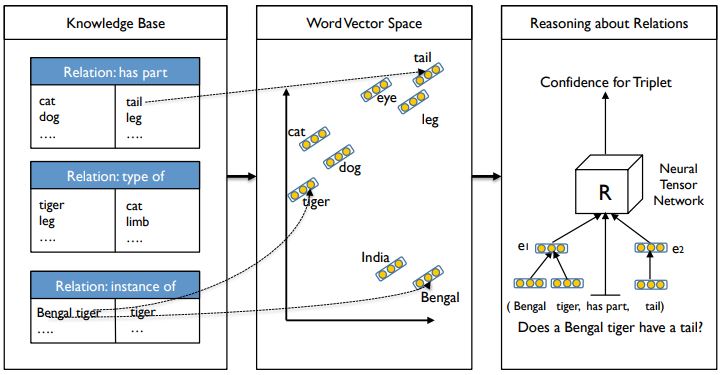 Knowledge Base
Relation: has part
cat tail
dog leg
.... ....
Relation: type of
tiger cat
leg limb
.... ....
Relation: instance of
Bengal tiger tiger
.... ...
Word Vector Space
tail
eye
leg
cat
dog
tiger
India
Bengal
Reasoning about Relations
Confidence for Triplet
R
Neural
Tensor
Network
e1 e2
( Bengal tiger, has part, tail)
Does a Bengal tiger have a tail?